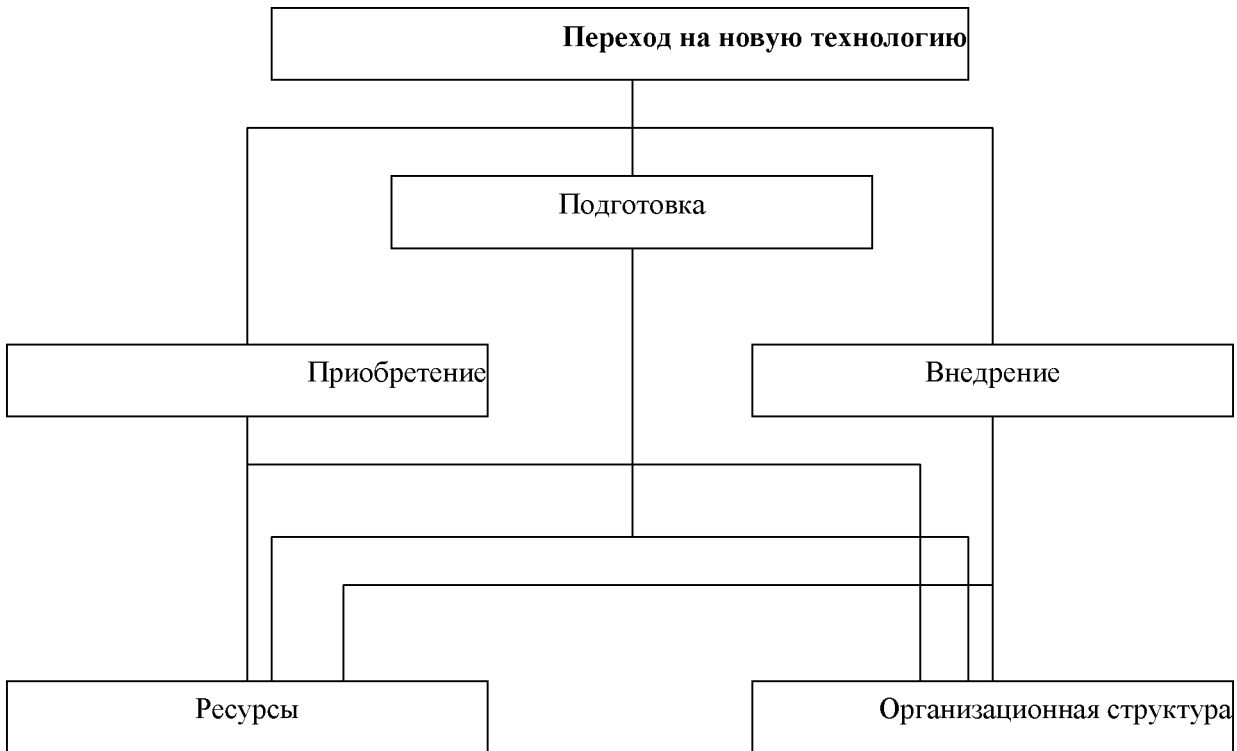 Переход на новую технологию
Подготовка
Приобретение
Внедрение
Ресурсы
Организационная структура